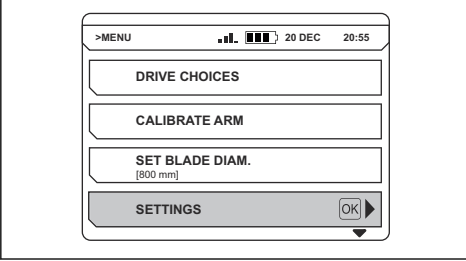 >MENU 20 DEC 20:55
DRIVE CHOICES
CALIBRATE ARM
SET BLADE DIAM.
[800 mm]
SETTINGS OK